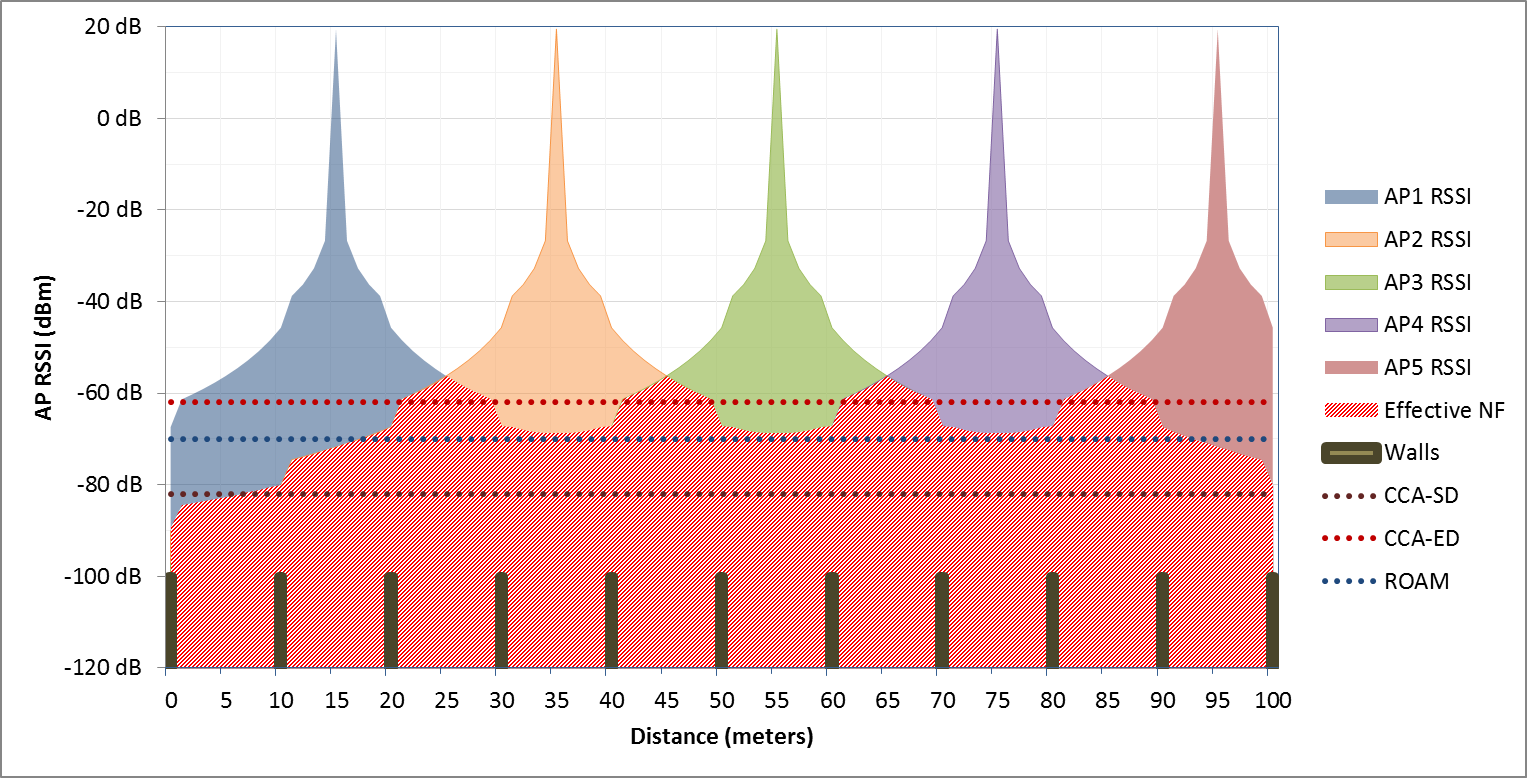 20 dB
0 dB
-20 dB
-40 dB
-60 dB
-80 dB
-100 dB
-120 dB
AP RSSI (dBm)
0 5 10 15 20 25 30 35 40 45 50 55 60 65 70 75 80 85 90 95 100
Distance (meters)
AP1 RSSI
AP2 RSSI
AP3 RSSI
AP4 RSSI
AP5 RSSI
Effective NF
Walls
CCA-SD
CCA-ED
ROAM